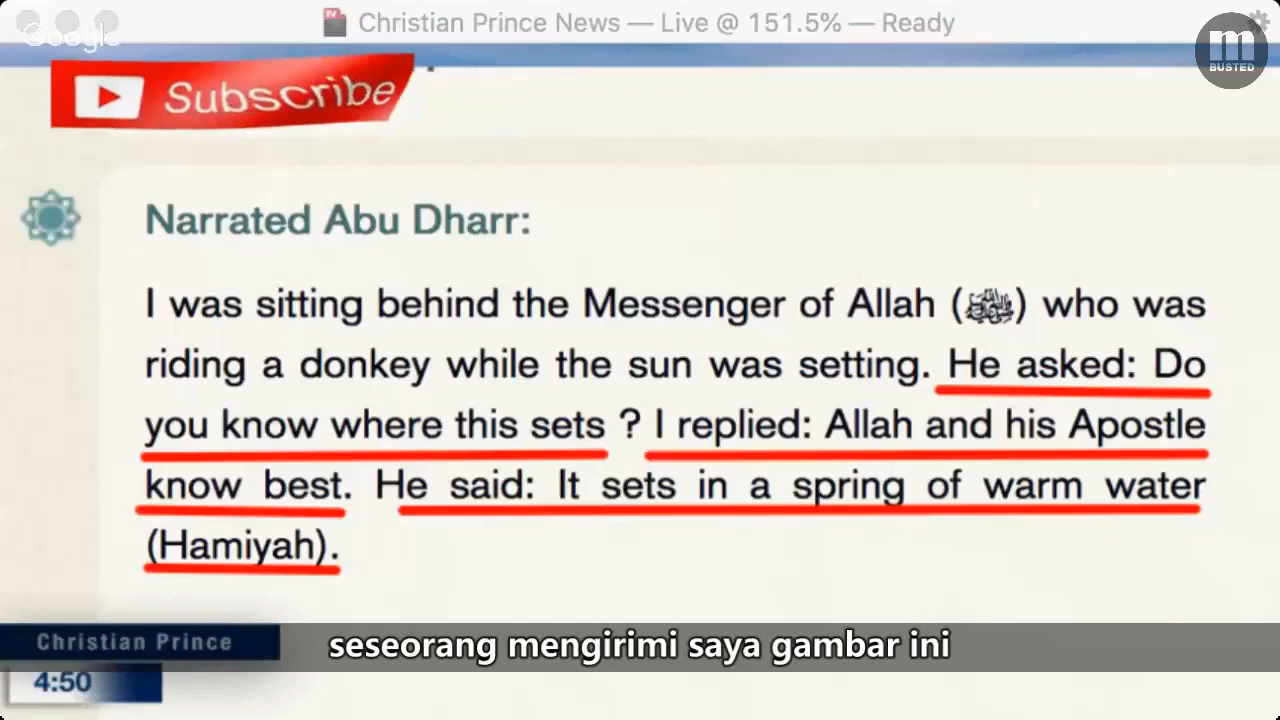 Christian Prince News — Live @ 151.5% — Ready
Google
m
BUSTED
TV
Subscribe
Narrated Abu Dharr:
I was sitting behind the Messenger of Allah (ﷺ) who was
riding a donkey while the sun was setting. He asked: Do
you know where this sets ? I replied: Allah and his Apostle
know best. He said: It sets in a spring of warm water
(Hamiyah).
Christian Prince
seseorang mengirimi saya gambar ini
4:50